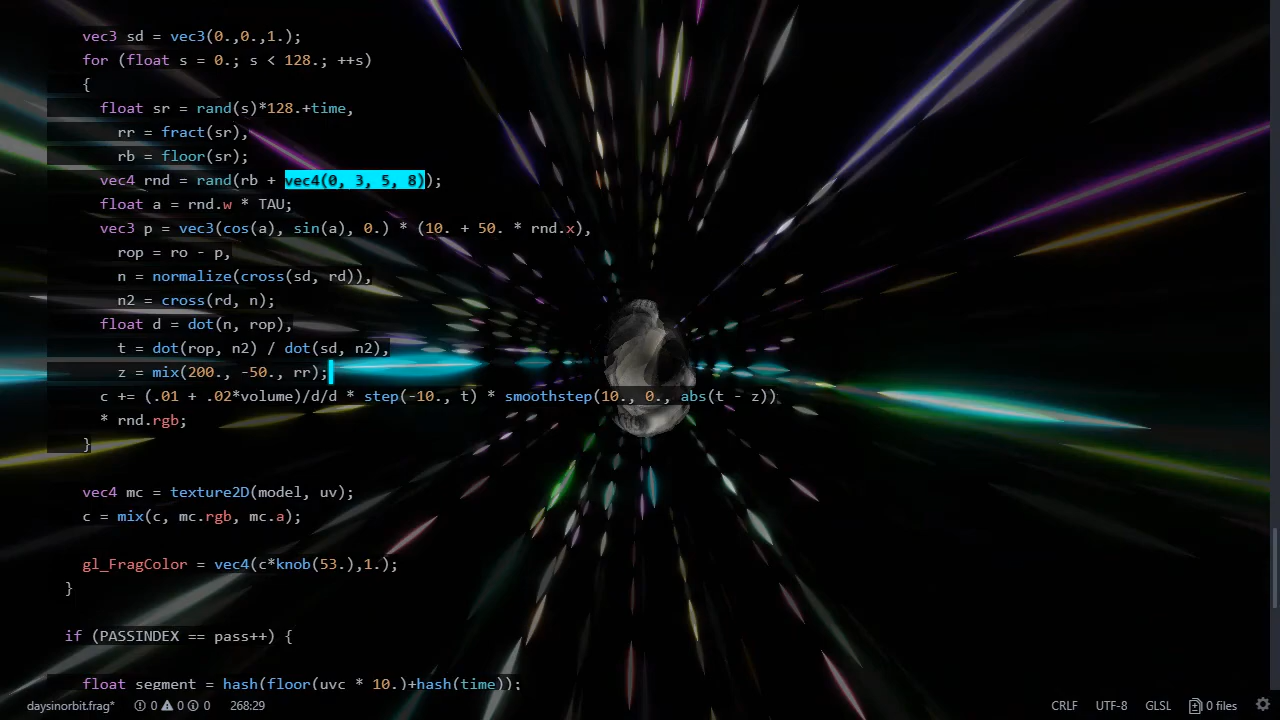 vec3 sd = vec3(0.,0.,1.);
for (float s = 0.; s < 128.; ++s)
{
float sr = rand(s)*128.+time,
rr = fract(sr),
rb = floor(sr);
vec4 rnd = rand(rb + vec4(0, 3, 5, 8));
float a = rnd.w * TAU;
vec3 p = vec3(cos(a), sin(a), 0.) * (10. + 50. * rnd.x),
rop = ro - p,
n = normalize(cross(sd, rd)),
n2 = cross(rd, n);
float d = dot(n, rop),
t = dot(rop, n2) / dot(sd, n2),
z = mix(200., -50., rr);
c += (.01 + .02*volume)/d/d * step(-10., t) * smoothstep(10., 0., abs(t - z))
* rnd.rgb;
}
vec4 mc = texture2D(model, uv);
c = mix(c, mc.rgb, mc.a);
gl_FragColor = vec4(c*knob(53.),1.);
}
if (PASSINDEX == pass++) {
float segment = hash(floor(uvc * 10.)+hash(time));
daysinorbit.frag* 0 0 0 268:29 CRLF UTF-8 GLSL 0 files